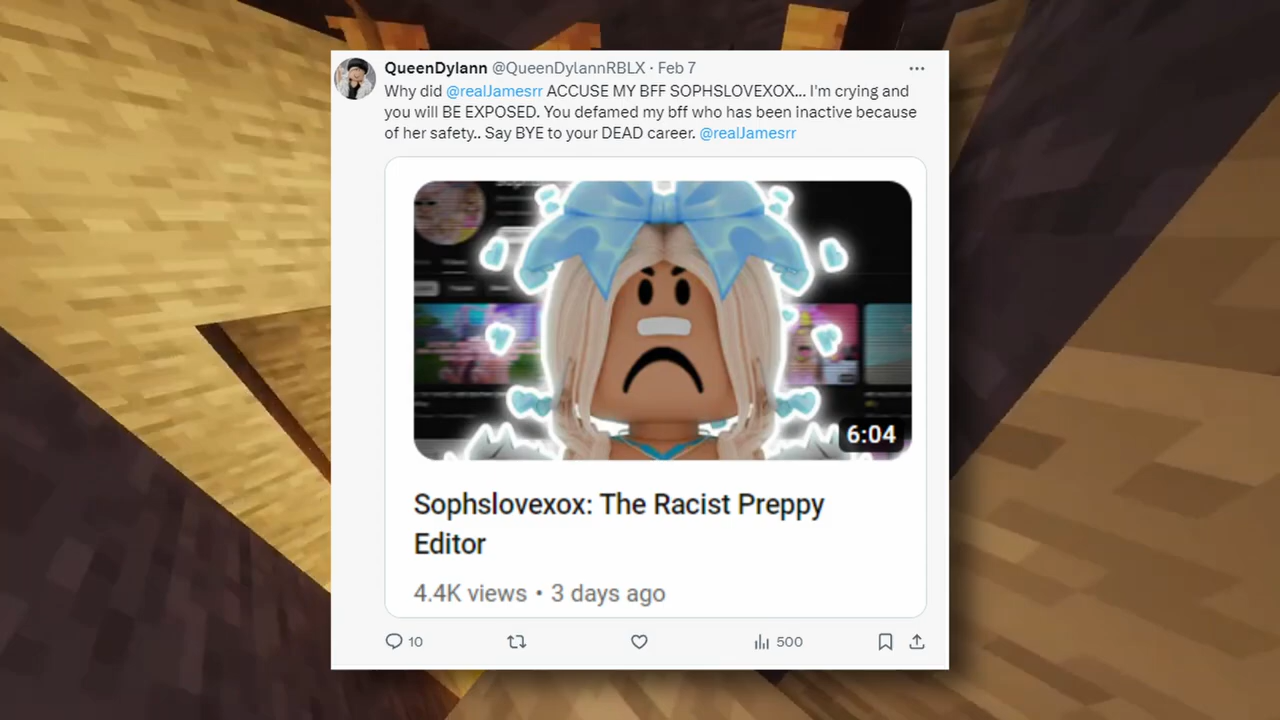 QueenDylann @QueenDylannRBLX · Feb 7
Why did @realJamesrr ACCUSE MY BFF SOPHSLOVEXOX... I'm crying and
you will BE EXPOSED. You defamed my bff who has been inactive because
of her safety.. Say BYE to your DEAD career. @realJamesrr
6:04
Sophslovexox: The Racist Preppy
Editor
4.4K views • 3 days ago
10
500